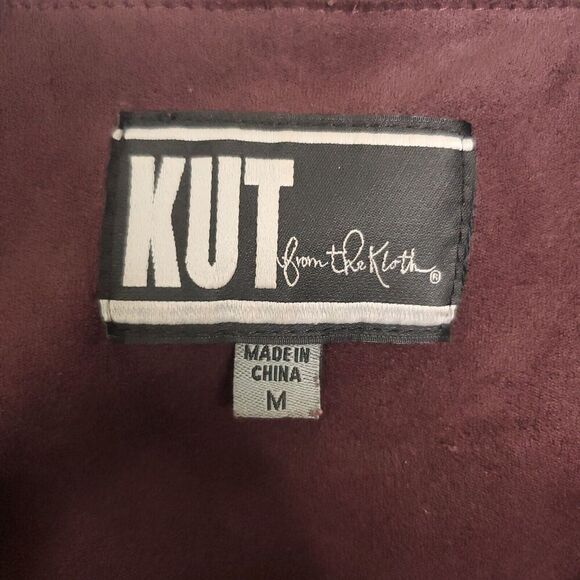 KUT from the Kloth®
MADE IN
CHINA
M